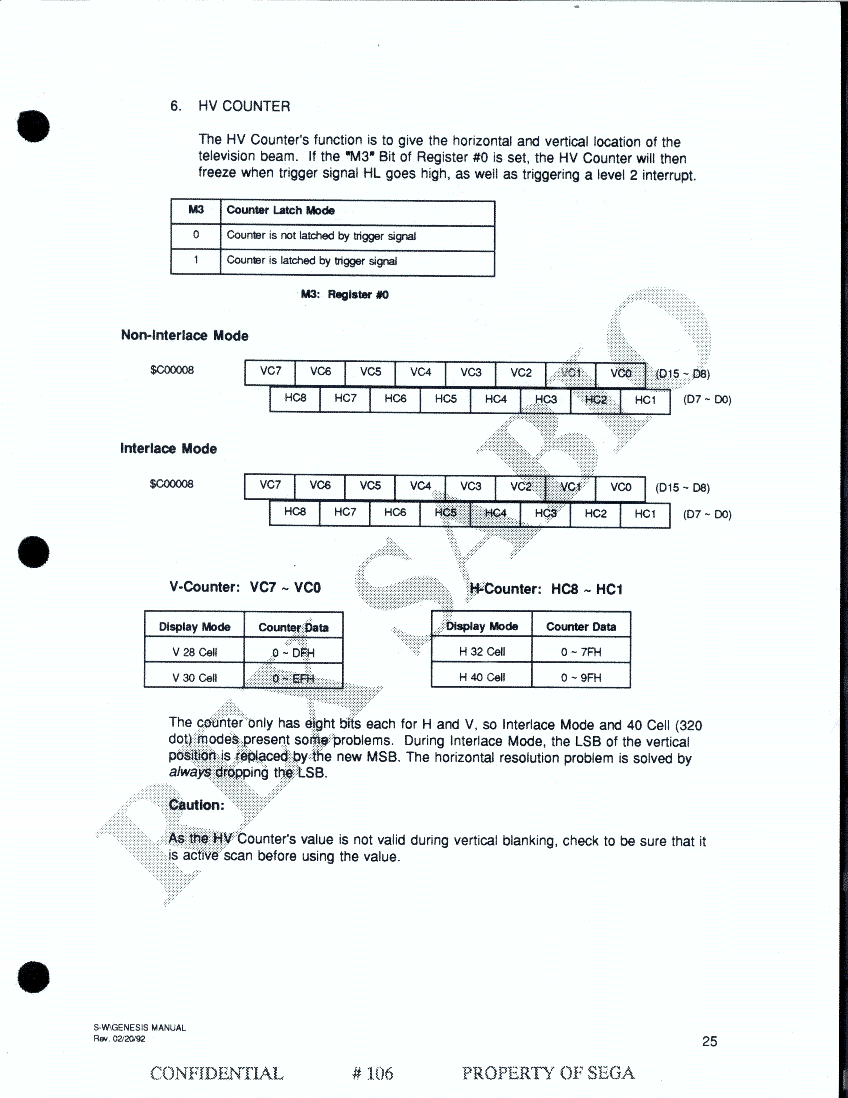 6. HV COUNTER
The HV Counter's function is to give the horizontal and vertical location of the
television beam. If the "M3" Bit of Register #0 is set, the HV Counter will then
freeze when trigger signal HL goes high, as well as triggering a level 2 interrupt.
M3 Counter Latch Mode
0 Counter is not latched by trigger signal
1 Counter is latched by trigger signal
M3: Register #0
Non-Interlace Mode
$C00008 VC7 VC6 VC5 VC4 VC3 VC2 VC1 VC0 (D15 ~ D8)
HC8 HC7 HC6 HC5 HC4 HC3 HC2 HC1 (D7 ~ D0)
Interlace Mode
$C00008 VC7 VC6 VC5 VC4 VC3 VC2 VC1 VC0 (D15 ~ D8)
HC8 HC7 HC6 HC5 HC4 HC3 HC2 HC1 (D7 ~ D0)
V-Counter: VC7 ~ VC0 H-Counter: HC8 ~ HC1
Display Mode Counter Data Display Mode Counter Data
V 28 Cell 0 ~ DFH H 32 Cell 0 ~ 7FH
V 30 Cell 0 ~ EFH H 40 Cell 0 ~ 9FH
The counter only has eight bits each for H and V, so Interlace Mode and 40 Cell (320
dot) modes present some problems. During Interlace Mode, the LSB of the vertical
position is replaced by the new MSB. The horizontal resolution problem is solved by
always dropping the LSB.
Caution:
As the HV Counter's value is not valid during vertical blanking, check to be sure that it
is active scan before using the value.
REX SABIO
S-W\GENESIS MANUAL
Rev. 02/20/92
25
CONFIDENTIAL # 106 PROPERTY OF SEGA